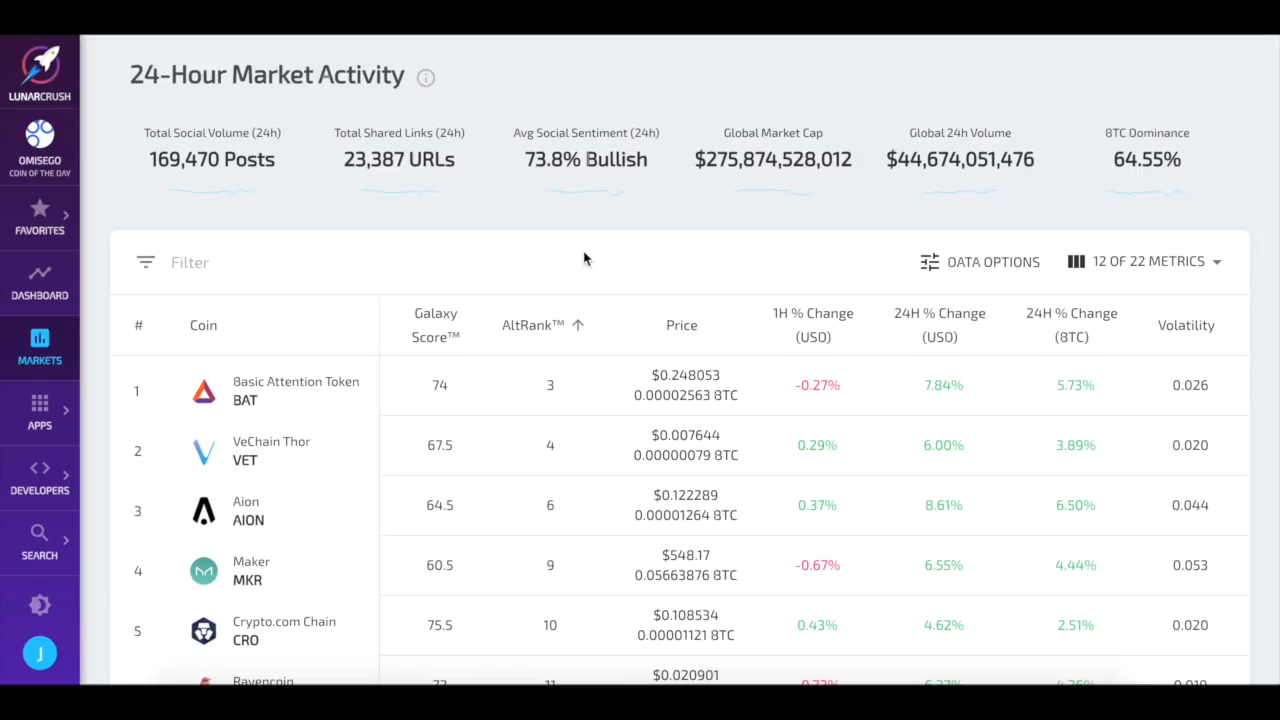 LUNARCRUSH
OMISEGO
COIN OF THE DAY
FAVORITES
DASHBOARD
MARKETS
APPS
DEVELOPERS
SEARCH
J
24-Hour Market Activity
Total Social Volume (24h)
169,470 Posts
Total Shared Links (24h)
23,387 URLs
Avg Social Sentiment (24h)
73.8% Bullish
Global Market Cap
$275,874,528,012
Global 24h Volume
$44,674,051,476
BTC Dominance
64.55%
Filter
DATA OPTIONS
12 OF 22 METRICS
#
Coin
Galaxy
Score™
AltRank™
Price
1H % Change
(USD)
24H % Change
(USD)
24H % Change
(BTC)
Volatility
1
Basic Attention Token
BAT
74
3
$0.248053
0.00002563 BTC
-0.27%
7.84%
5.73%
0.026
2
VeChain Thor
VET
67.5
4
$0.007644
0.00000079 BTC
0.29%
6.00%
3.89%
0.020
3
Aion
AION
64.5
6
$0.122289
0.00001264 BTC
0.37%
8.61%
6.50%
0.044
4
Maker
MKR
60.5
9
$548.17
0.05663876 BTC
-0.67%
6.55%
4.44%
0.053
5
Crypto.com Chain
CRO
75.5
10
$0.108534
0.00001121 BTC
0.43%
4.62%
2.51%
0.020
Ravencoin
$0.020901